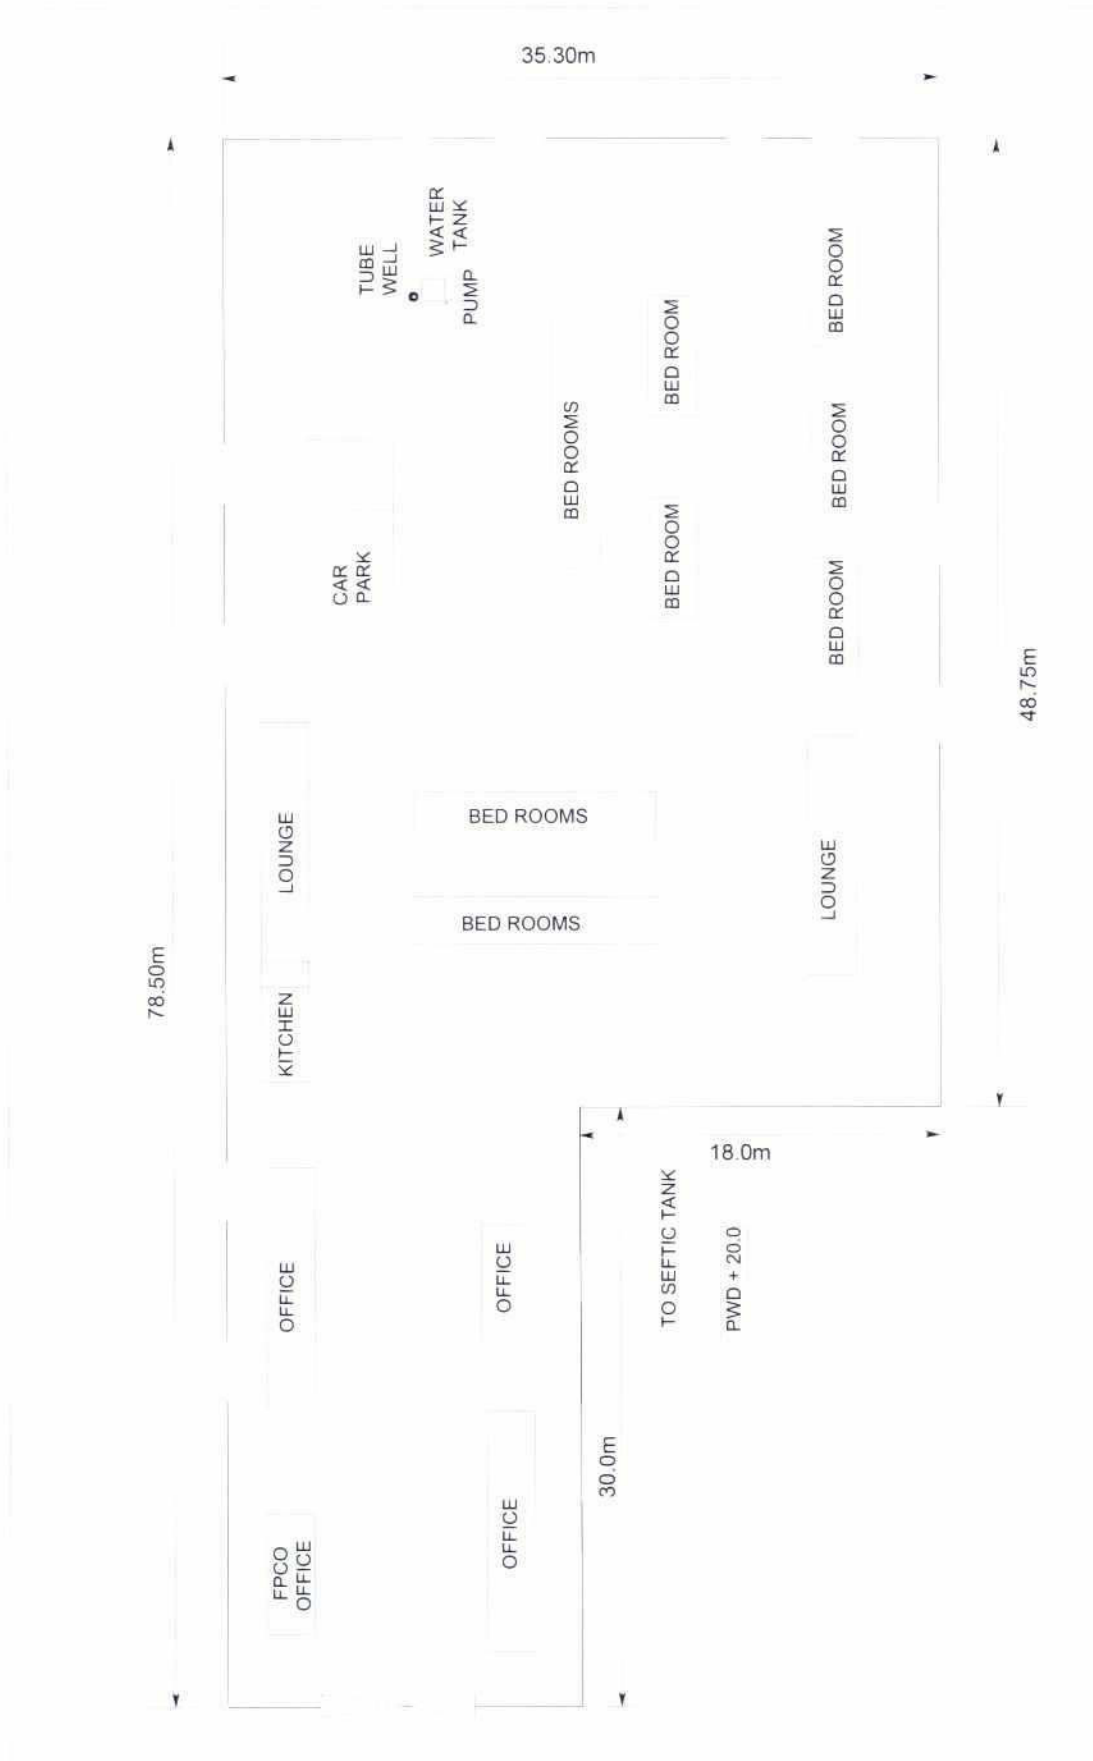 35.30m
TUBE
WELL
WATER
TANK
PUMP
BED ROOM
BED ROOM
BED ROOMS
BED ROOM
BED ROOM
CAR
PARK
BED ROOM
48.75m
LOUNGE
BED ROOMS
LOUNGE
BED ROOMS
78.50m
KITCHEN
18.0m
TO SEFTIC TANK
PWD + 20.0
OFFICE
OFFICE
30.0m
OFFICE
FPCO
OFFICE